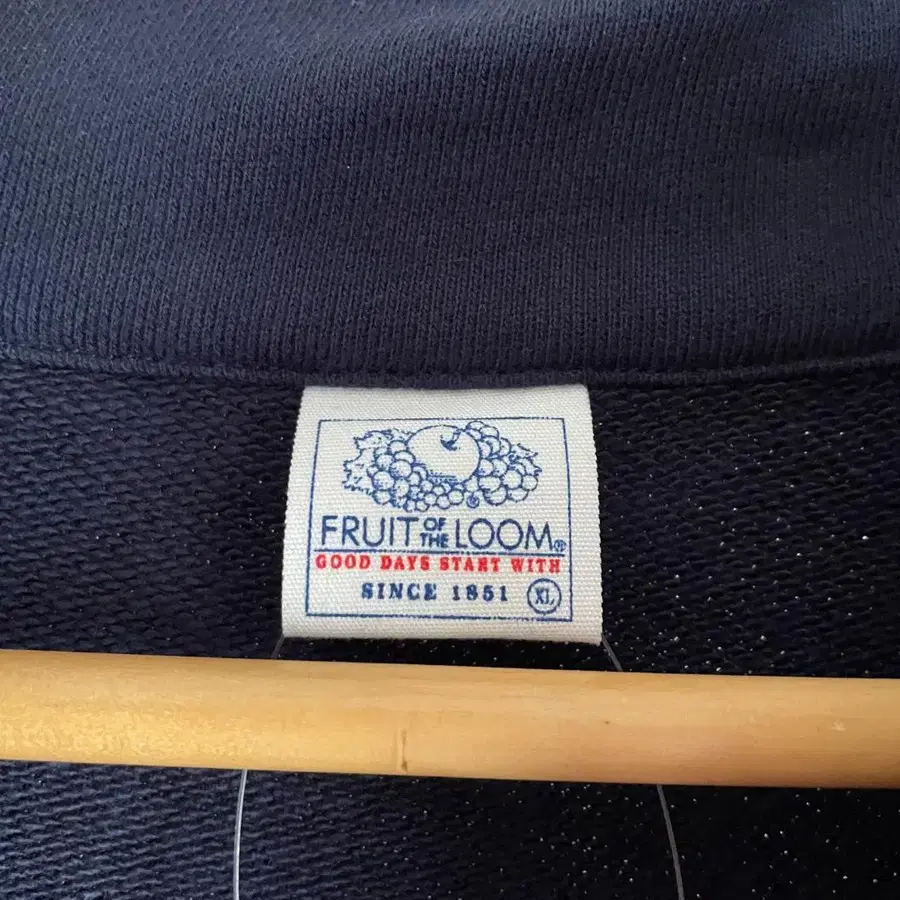 FRUIT OF THE LOOM®
GOOD DAYS START WITH
SINCE 1851 XL